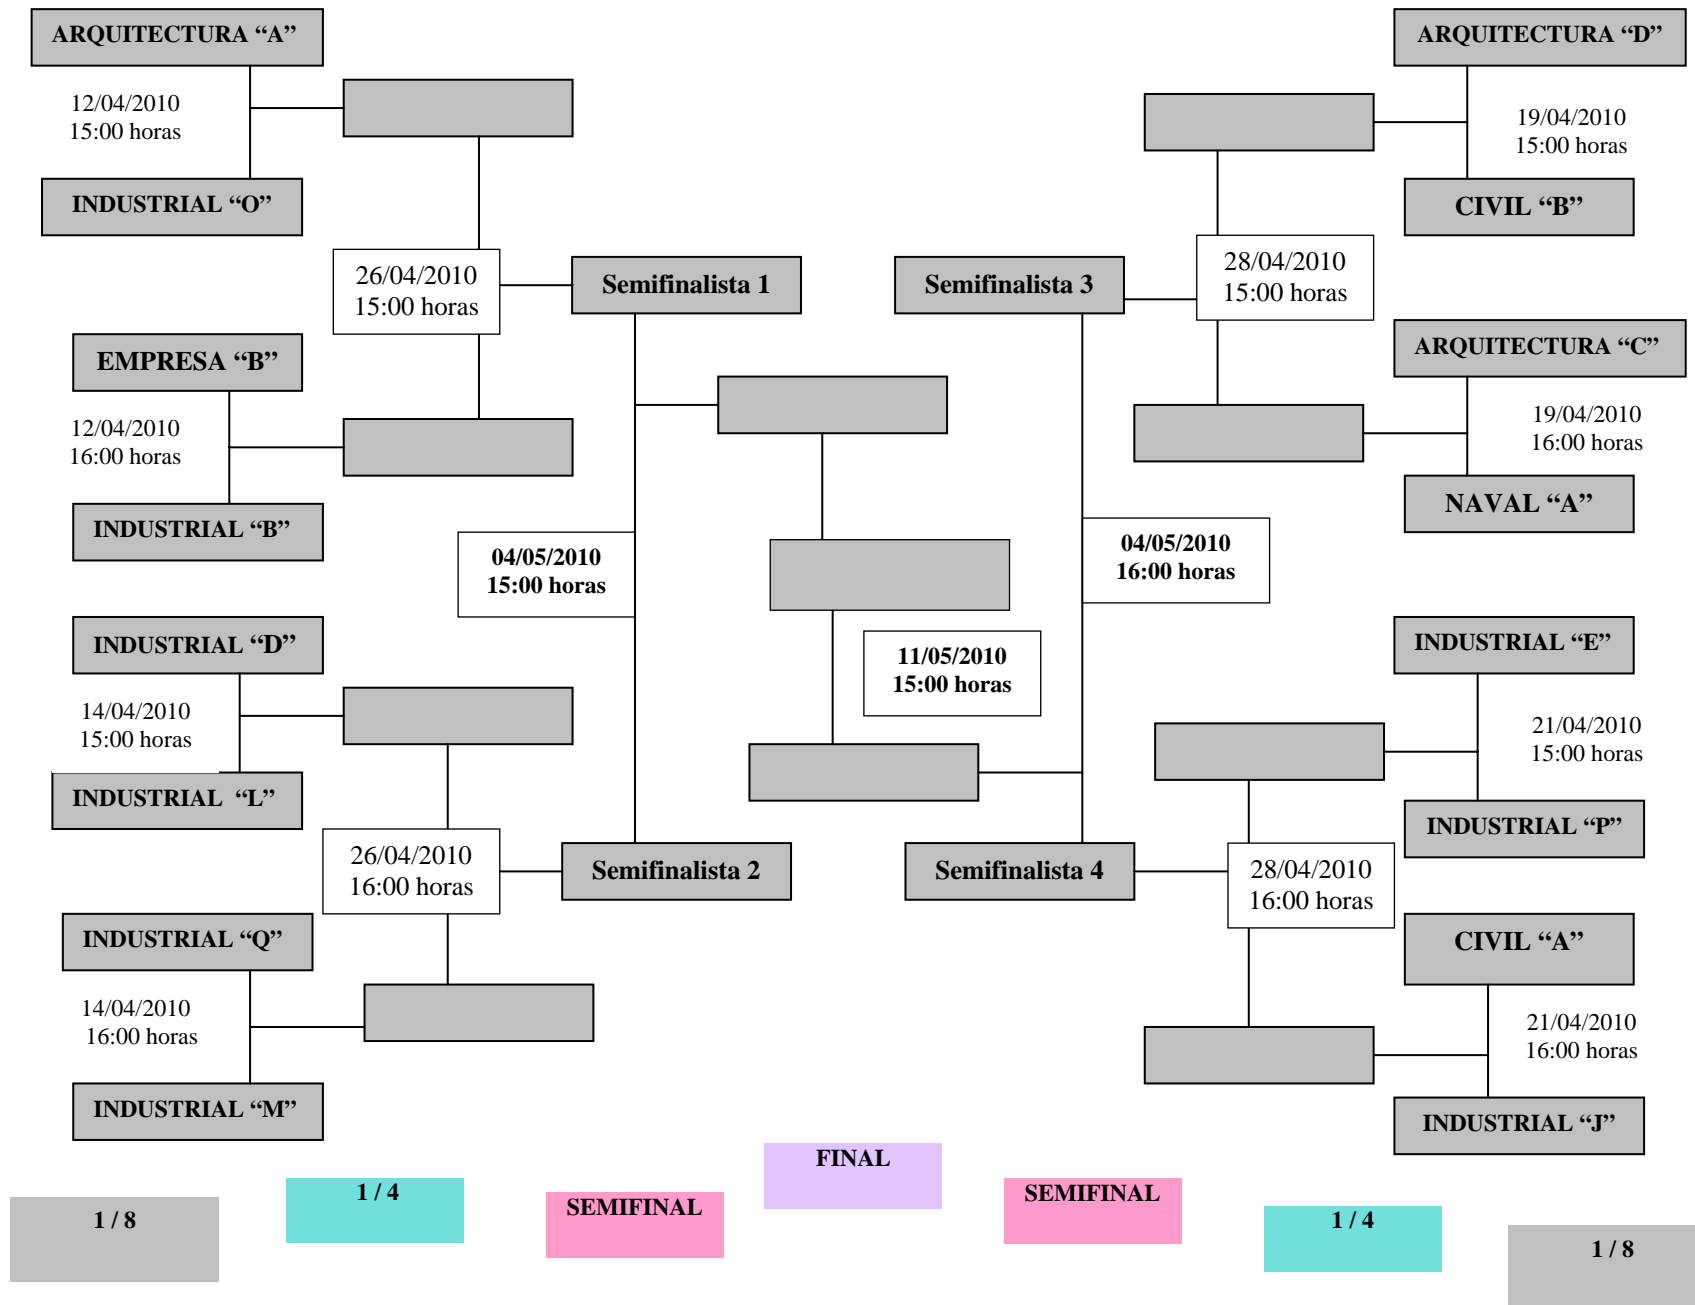 ARQUITECTURA “A”
12/04/2010
15:00 horas
INDUSTRIAL “O”
26/04/2010
15:00 horas
EMPRESA “B”
12/04/2010
16:00 horas
INDUSTRIAL “B”
Semifinalista 1
04/05/2010
15:00 horas
INDUSTRIAL “D”
14/04/2010
15:00 horas
INDUSTRIAL “L”
26/04/2010
16:00 horas
Semifinalista 2
INDUSTRIAL “Q”
14/04/2010
16:00 horas
INDUSTRIAL “M”
11/05/2010
15:00 horas
ARQUITECTURA “D”
19/04/2010
15:00 horas
CIVIL “B”
Semifinalista 3
28/04/2010
15:00 horas
ARQUITECTURA “C”
19/04/2010
16:00 horas
NAVAL “A”
04/05/2010
16:00 horas
INDUSTRIAL “E”
21/04/2010
15:00 horas
INDUSTRIAL “P”
Semifinalista 4
28/04/2010
16:00 horas
CIVIL “A”
21/04/2010
16:00 horas
INDUSTRIAL “J”
1 / 8
1 / 4
SEMIFINAL
FINAL
SEMIFINAL
1 / 4
1 / 8